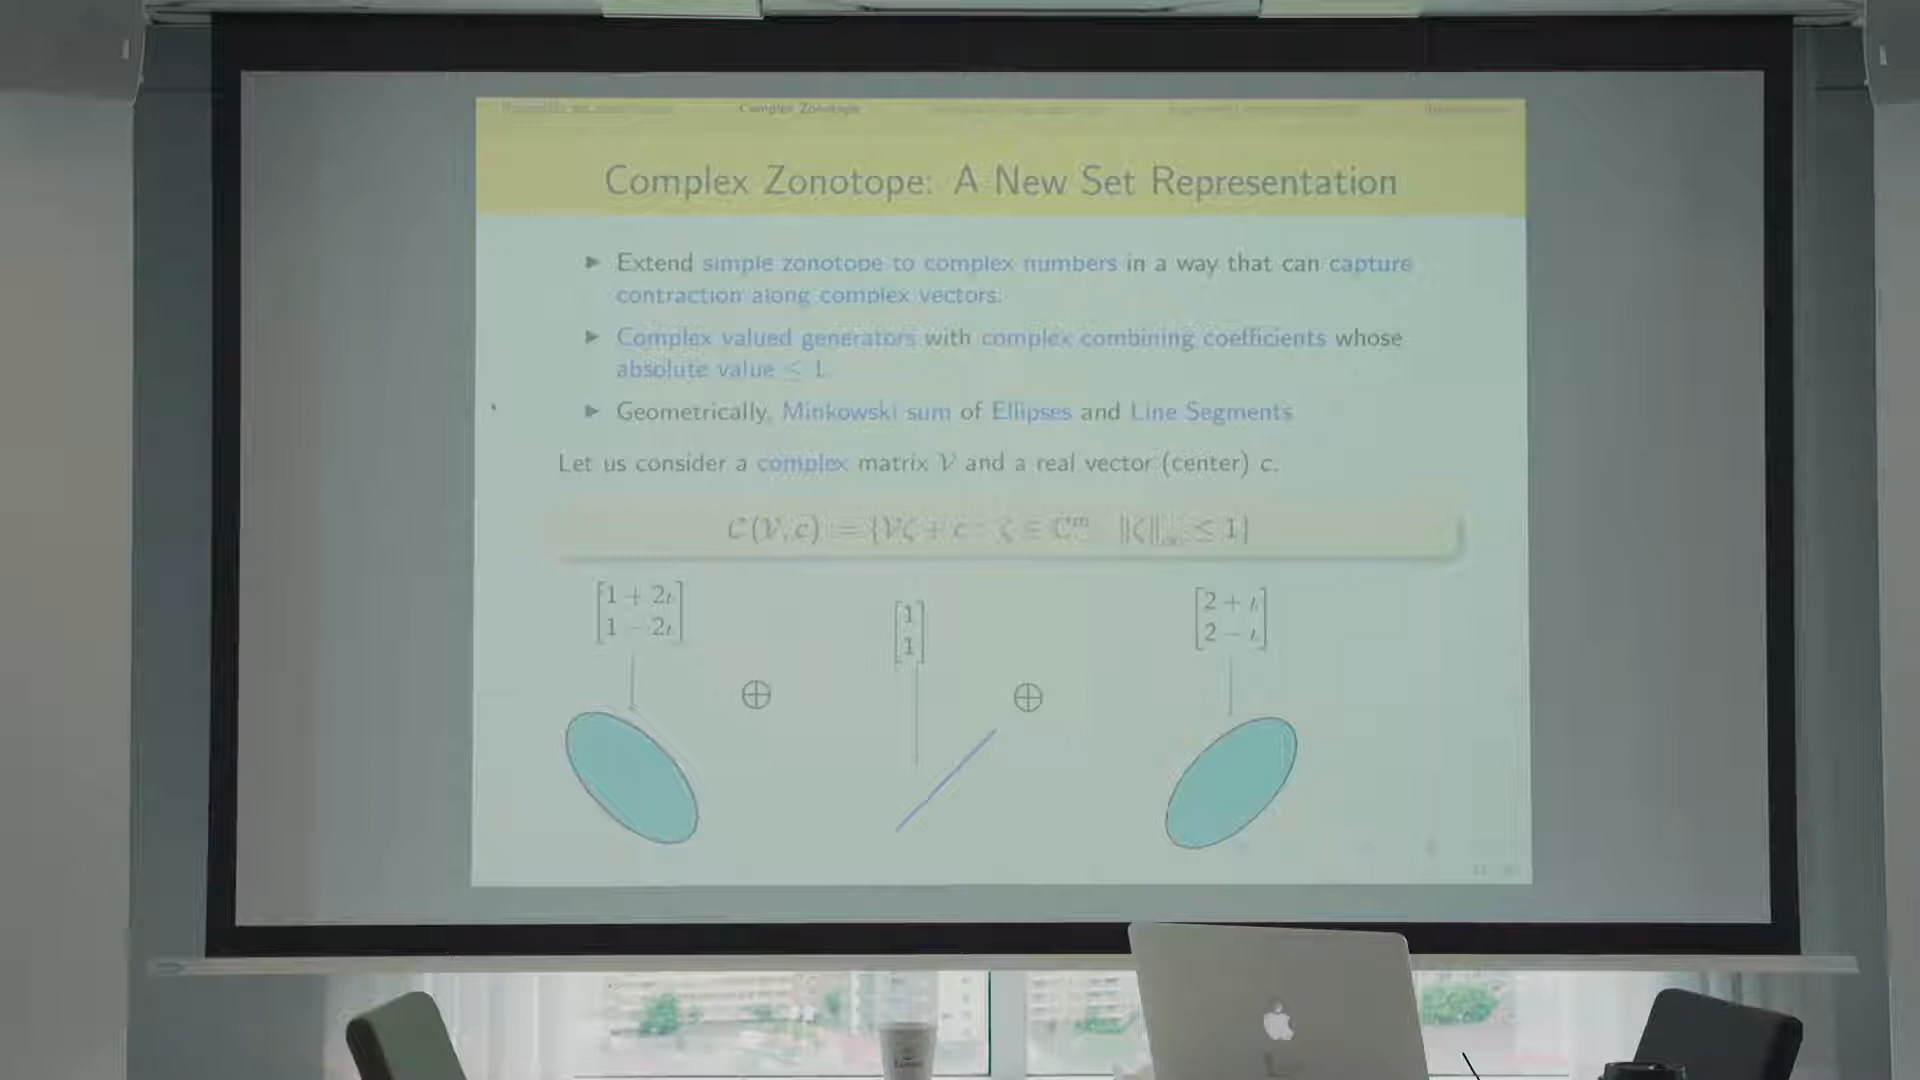 Complex Zonotope
Complex Zonotope: A New Set Representation
▶ Extend simple zonotope to complex numbers in a way that can capture
contraction along complex vectors.
▶ Complex valued generators with complex combining coefficients whose
absolute value ≤ 1.
▶ Geometrically, Minkowski sum of Ellipses and Line Segments
Let us consider a complex matrix 𝒱 and a real vector (center) c.
C(𝒱, c) = {𝒱ζ + c : ζ ∈ ℂᵐ ‖ζ‖∞ ≤ 1}
[1 + 2ι
1 − 2ι]
[1
1]
[2 + ι
2 − ι]
⊕ ⊕